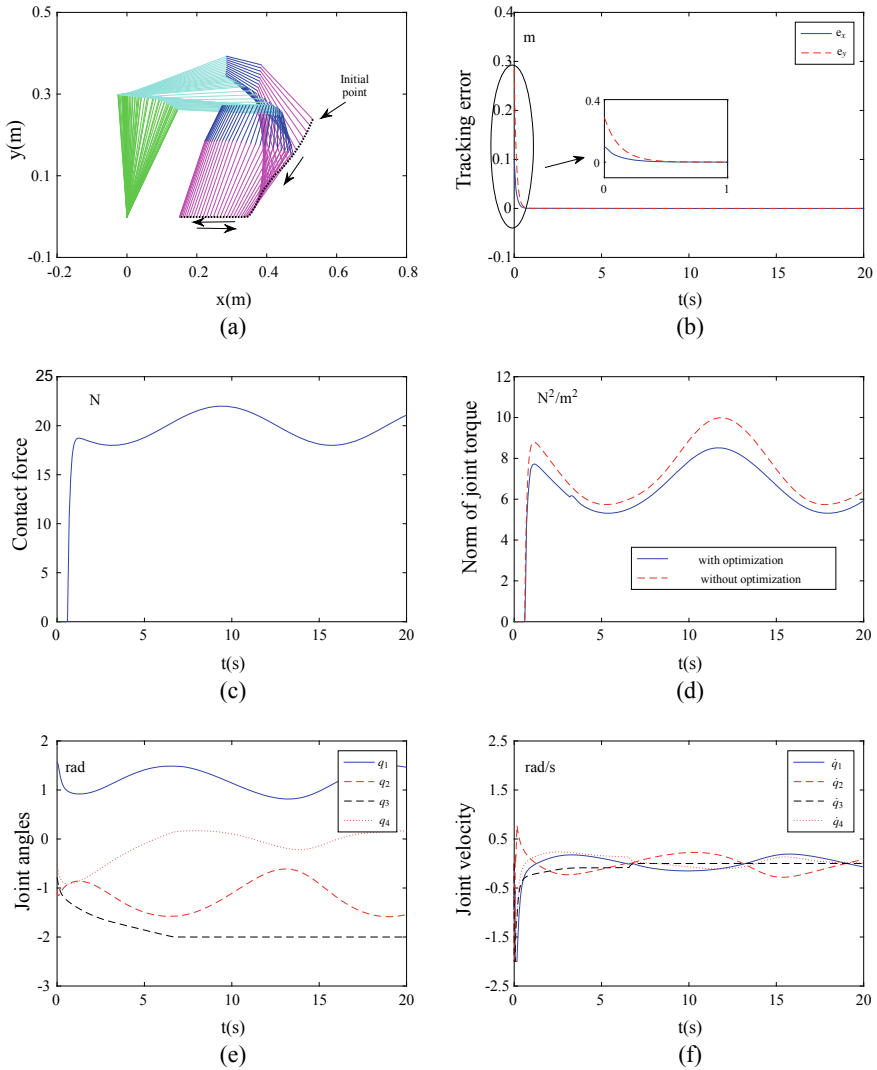 0.5
0.3
0.1
-0.1
-0.2 0 0.2 0.4 0.6 0.8
y(m)
x(m)
Initial
point
(a)
0.4
0.3
0.2
0.1
0
-0.1
0 5 10 15 20
Tracking error
m
e_x
e_y
0.4
0
0 1
t(s)
(b)
25
20
15
10
5
0
0 5 10 15 20
Contact force
N
t(s)
(c)
12
10
8
6
4
2
0
0 5 10 15 20
Norm of joint torque
N²/m²
with optimization
without optimization
t(s)
(d)
2
1
0
-1
-2
-3
0 5 10 15 20
Joint angles
rad
q₁
q₂
q₃
q₄
t(s)
(e)
2.5
1.5
0.5
-0.5
-1.5
-2.5
0 5 10 15 20
Joint velocity
rad/s
q̇₁
q̇₂
q̇₃
q̇₄
t(s)
(f)